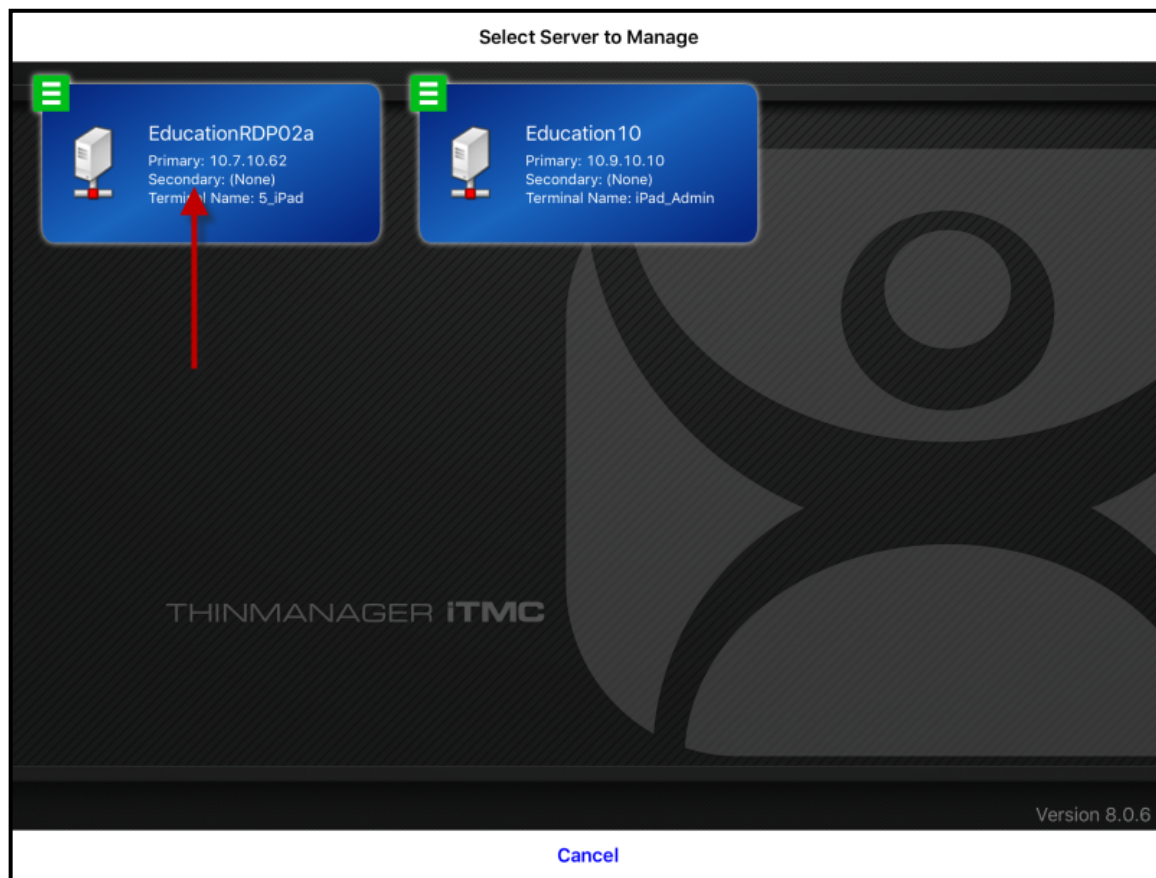 Select Server to Manage
EducationRDP02a
Primary: 10.7.10.62
Secondary: (None)
Terminal Name: 5_iPad
Education10
Primary: 10.9.10.10
Secondary: (None)
Terminal Name: iPad_Admin
THINMANAGER iTMC
Version 8.0.6
Cancel